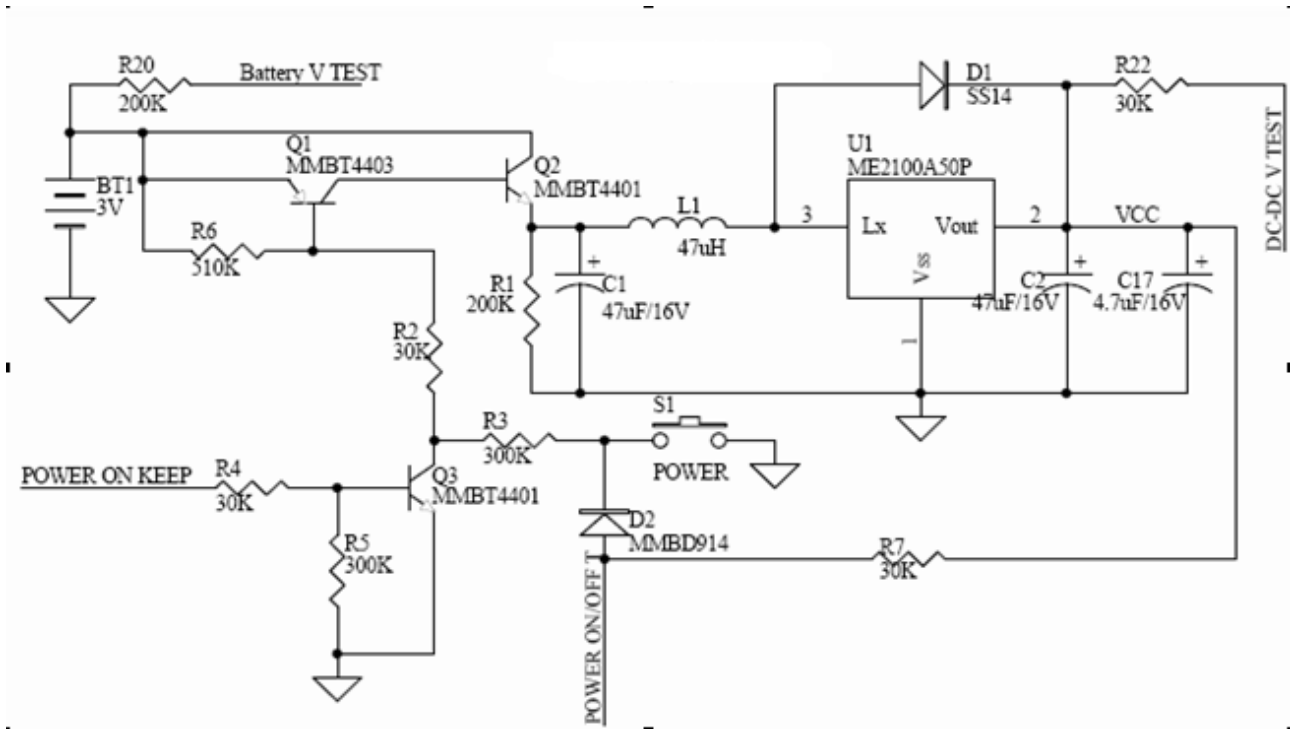 R20
200K
Battery V TEST
Q1
MMBT4403
Q2
MMBT4401
BT1
3V
R6
510K
R2
30K
R1
200K
C1
47uF/16V
L1
47uH
D1
SS14
R22
30K
DC-DC V TEST
U1
ME2100A50P
3
Lx
Vout
Vss
1
2
VCC
C2
47uF/16V
C17
4.7uF/16V
POWER ON KEEP
R4
30K
R5
300K
Q3
MMBT4401
R3
300K
S1
POWER
D2
MMBD914
POWER ON/OFF T
R7
30K